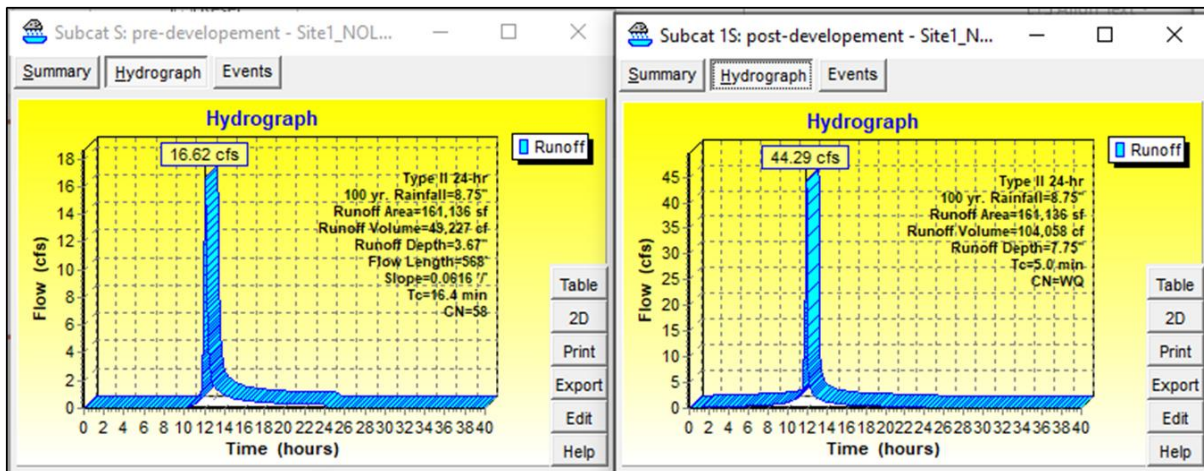 Subcat S: pre-developement - Site1_NOL...
Summary
Hydrograph
Events
Hydrograph
Runoff
16.62 cfs
Type II 24-hr
100 yr. Rainfall=8.75"
Runoff Area=161,136 sf
Runoff Volume=49,227 cf
Runoff Depth=3.67"
Flow Length=568'
Slope=0.0616 '/'
Tc=16.4 min
CN=58
Flow (cfs)
18
16
14
12
10
8
6
4
2
0
0 2 4 6 8 10 12 14 16 18 20 22 24 26 28 30 32 34 36 38 40
Time (hours)
Table
2D
Print
Export
Edit
Help
Subcat 1S: post-developement - Site1_N...
Summary
Hydrograph
Events
Hydrograph
Runoff
44.29 cfs
Type II 24-hr
100 yr. Rainfall=8.75"
Runoff Area=161,136 sf
Runoff Volume=104,058 cf
Runoff Depth=7.75"
Tc=5.0 min
CN=WQ
Flow (cfs)
45
40
35
30
25
20
15
10
5
0
0 2 4 6 8 10 12 14 16 18 20 22 24 26 28 30 32 34 36 38 40
Time (hours)
Table
2D
Print
Export
Edit
Help